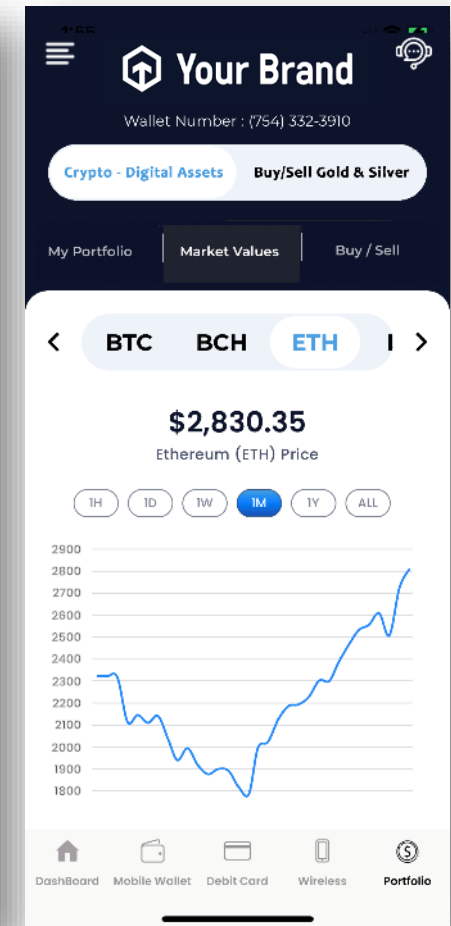 1:55
Your Brand
Wallet Number : (754) 332-3910
Crypto - Digital Assets Buy/Sell Gold & Silver
My Portfolio Market Values Buy / Sell
BTC BCH ETH
$2,830.35
Ethereum (ETH) Price
1H 1D 1W 1M 1Y ALL
2900
2800
2700
2600
2500
2400
2300
2200
2100
2000
1900
1800
DashBoard Mobile Wallet Debit Card Wireless Portfolio